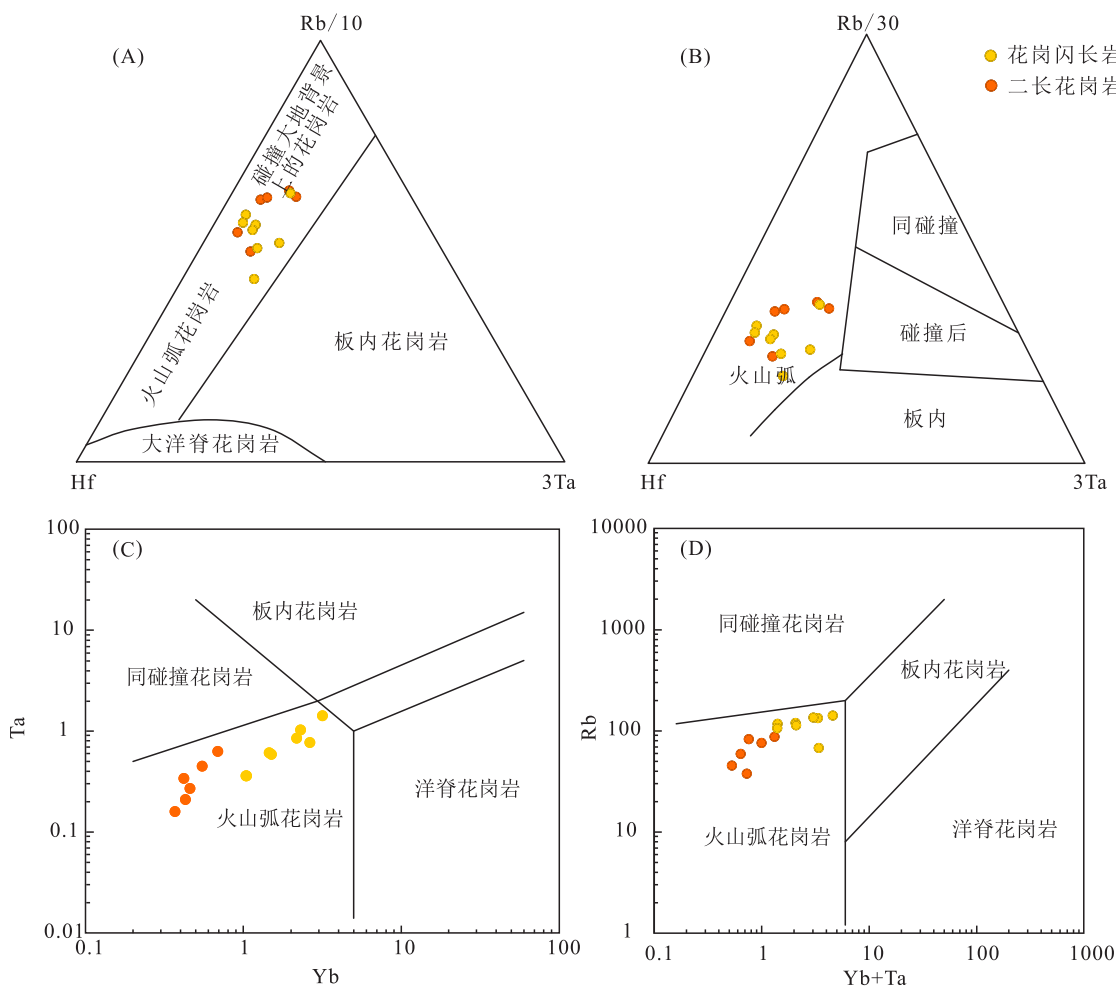 Rb/10
(A)
碰撞大地背景
上的花岗岩
火山弧花岗岩
板内花岗岩
大洋脊花岗岩
Hf
3Ta
Rb/30
(B)
花岗闪长岩
二长花岗岩
同碰撞
碰撞后
火山弧
板内
Hf
3Ta
100
10
1
0.1
0.01
Ta
(C)
板内花岗岩
同碰撞花岗岩
火山弧花岗岩
洋脊花岗岩
0.1
1
10
100
Yb
10000
1000
100
10
1
Rb
(D)
同碰撞花岗岩
板内花岗岩
火山弧花岗岩
洋脊花岗岩
0.1
1
10
100
1000
Yb+Ta